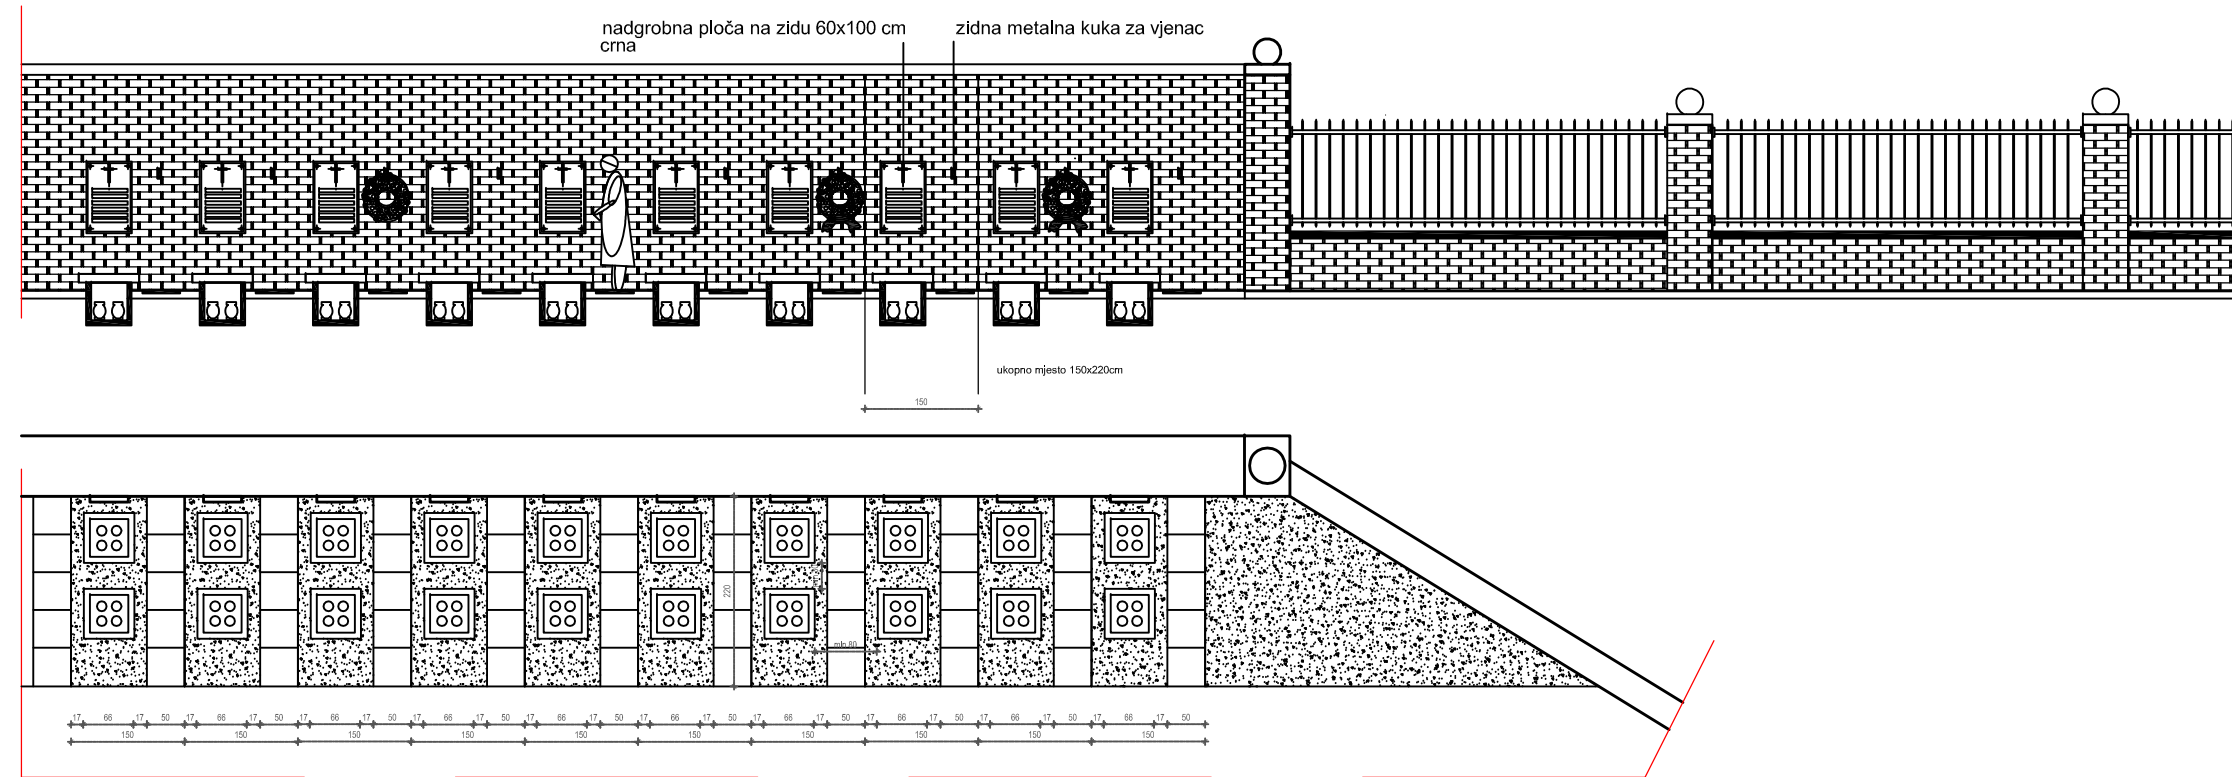 nadgrobna ploča na zidu 60x100 cm
crna
zidna metalna kuka za vjenac
ukopno mjesto 150x220cm
150
220
min 80
17 66 17 50 17 66 17 50 17 66 17 50 17 66 17 50 17 66 17 50 17 66 17 50 17 66 17 50 17 66 17 50 17 66 17 50 17 66 17 50
150 150 150 150 150 150 150 150 150 150